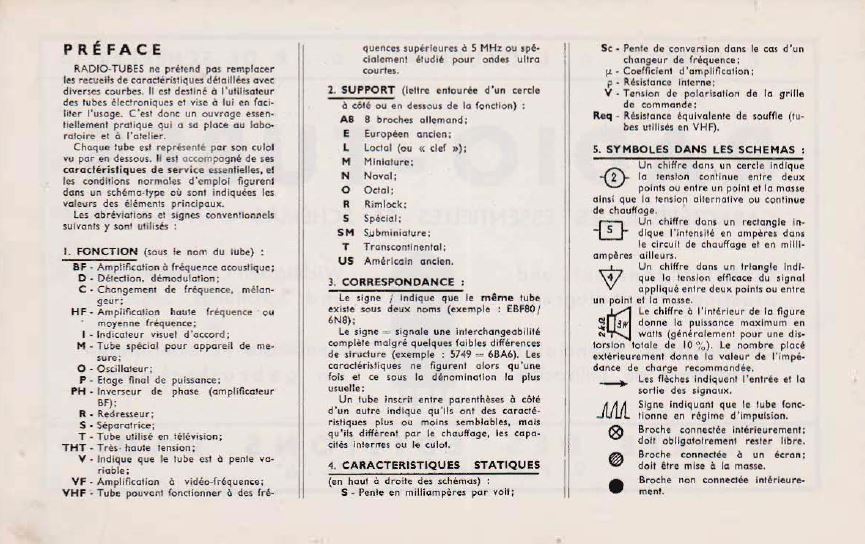 PRÉFACE
RADIO-TUBES ne prétend pas remplacer
les recueils de caractéristiques détaillées avec
diverses courbes. Il est destiné à l'utilisateur
des tubes électroniques et vise à lui en faci-
liter l'usage. C'est donc un ouvrage essen-
tiellement pratique qui a sa place au labo-
ratoire et à l'atelier.
Chaque tube est représenté par son culot
vu par en dessous. Il est accompagné de ses
caractéristiques de service essentielles, et
les conditions normales d'emploi figurent
dans un schéma-type où sont indiquées les
valeurs des éléments principaux.
Les abréviations et signes conventionnels
suivants y sont utilisés :
1. FONCTION (sous le nom du tube) :
BF - Amplification à fréquence acoustique;
D - Détection, démodulation;
C - Changement de fréquence, mélan-
geur;
HF - Amplification haute fréquence ou
moyenne fréquence;
I - Indicateur visuel d'accord;
M - Tube spécial pour appareil de me-
sure;
O - Oscillateur;
P - Etage final de puissance;
PH - Inverseur de phase (amplificateur
BF);
R - Redresseur;
S - Séparatrice;
T - Tube utilisé en télévision;
THT - Très haute tension;
V - Indique que le tube est à pente va-
riable;
VF - Amplification à vidéo-fréquence;
VHF - Tube pouvant fonctionner à des fré-
quences supérieures à 5 MHz ou spé-
cialement étudié pour ondes ultra
courtes.
2. SUPPORT (lettre entourée d'un cercle
à côté ou en dessous de la fonction) :
A8 8 broches allemand;
E Européen ancien;
L Loctal (ou « clef »);
M Miniature;
N Noval;
O Octal;
R Rimlock;
S Spécial;
SM Subminiature;
T Transcontinental;
US Américain ancien.
3. CORRESPONDANCE :
Le signe / indique que le même tube
existe sous deux noms (exemple : EBF80/
6N8);
Le signe = signale une interchangeabilité
complète malgré quelques faibles différences
de structure (exemple : 5749 = 6BA6). Les
caractéristiques ne figurent alors qu'une
fois et ce sous la dénomination la plus
usuelle;
Un tube inscrit entre parenthèses à côté
d'un autre indique qu'ils ont des caracté-
ristiques plus ou moins semblables, mais
qu'ils diffèrent par le chauffage, les capa-
cités internes ou le culot.
4. CARACTERISTIQUES STATIQUES
(en haut à droite des schémas) :
S - Pente en milliampères par volt;
Sc - Pente de conversion dans le cas d'un
changeur de fréquence;
µ - Coefficient d'amplification;
ρ - Résistance interne;
V - Tension de polarisation de la grille
de commande;
Req - Résistance équivalente de souffle (tu-
bes utilisés en VHF).
5. SYMBOLES DANS LES SCHEMAS :
2 Un chiffre dans un cercle indique
la tension continue entre deux
points ou entre un point et la masse
ainsi que la tension alternative ou continue
de chauffage.
5 Un chiffre dans un rectangle in-
dique l'intensité en ampères dans
le circuit de chauffage et en milli-
ampères ailleurs.
4 Un chiffre dans un triangle indi-
que la tension efficace du signal
appliqué entre deux points ou entre
un point et la masse.
2kΩ 3W Le chiffre à l'intérieur de la figure
donne la puissance maximum en
watts (généralement pour une dis-
torsion totale de 10 %). Le nombre placé
extérieurement donne la valeur de l'impé-
dance de charge recommandée.
Les flèches indiquent l'entrée et la
sortie des signaux.
Signe indiquant que le tube fonc-
tionne en régime d'impulsion.
Broche connectée intérieurement;
doit obligatoirement rester libre.
Broche connectée à un écran;
doit être mise à la masse.
Broche non connectée intérieure-
ment.